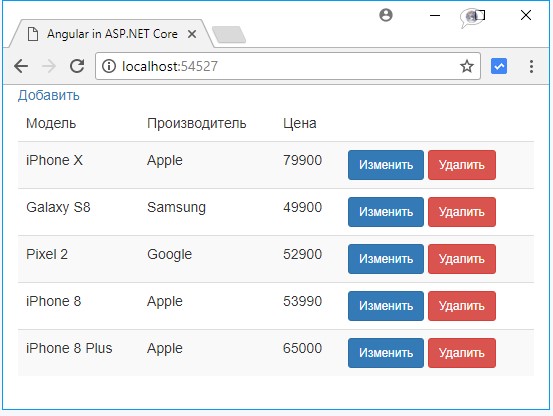 Angular in ASP.NET Core
localhost:54527
Добавить
Модель Производитель Цена
iPhone X Apple 79900 Изменить Удалить
Galaxy S8 Samsung 49900 Изменить Удалить
Pixel 2 Google 52900 Изменить Удалить
iPhone 8 Apple 53990 Изменить Удалить
iPhone 8 Plus Apple 65000 Изменить Удалить